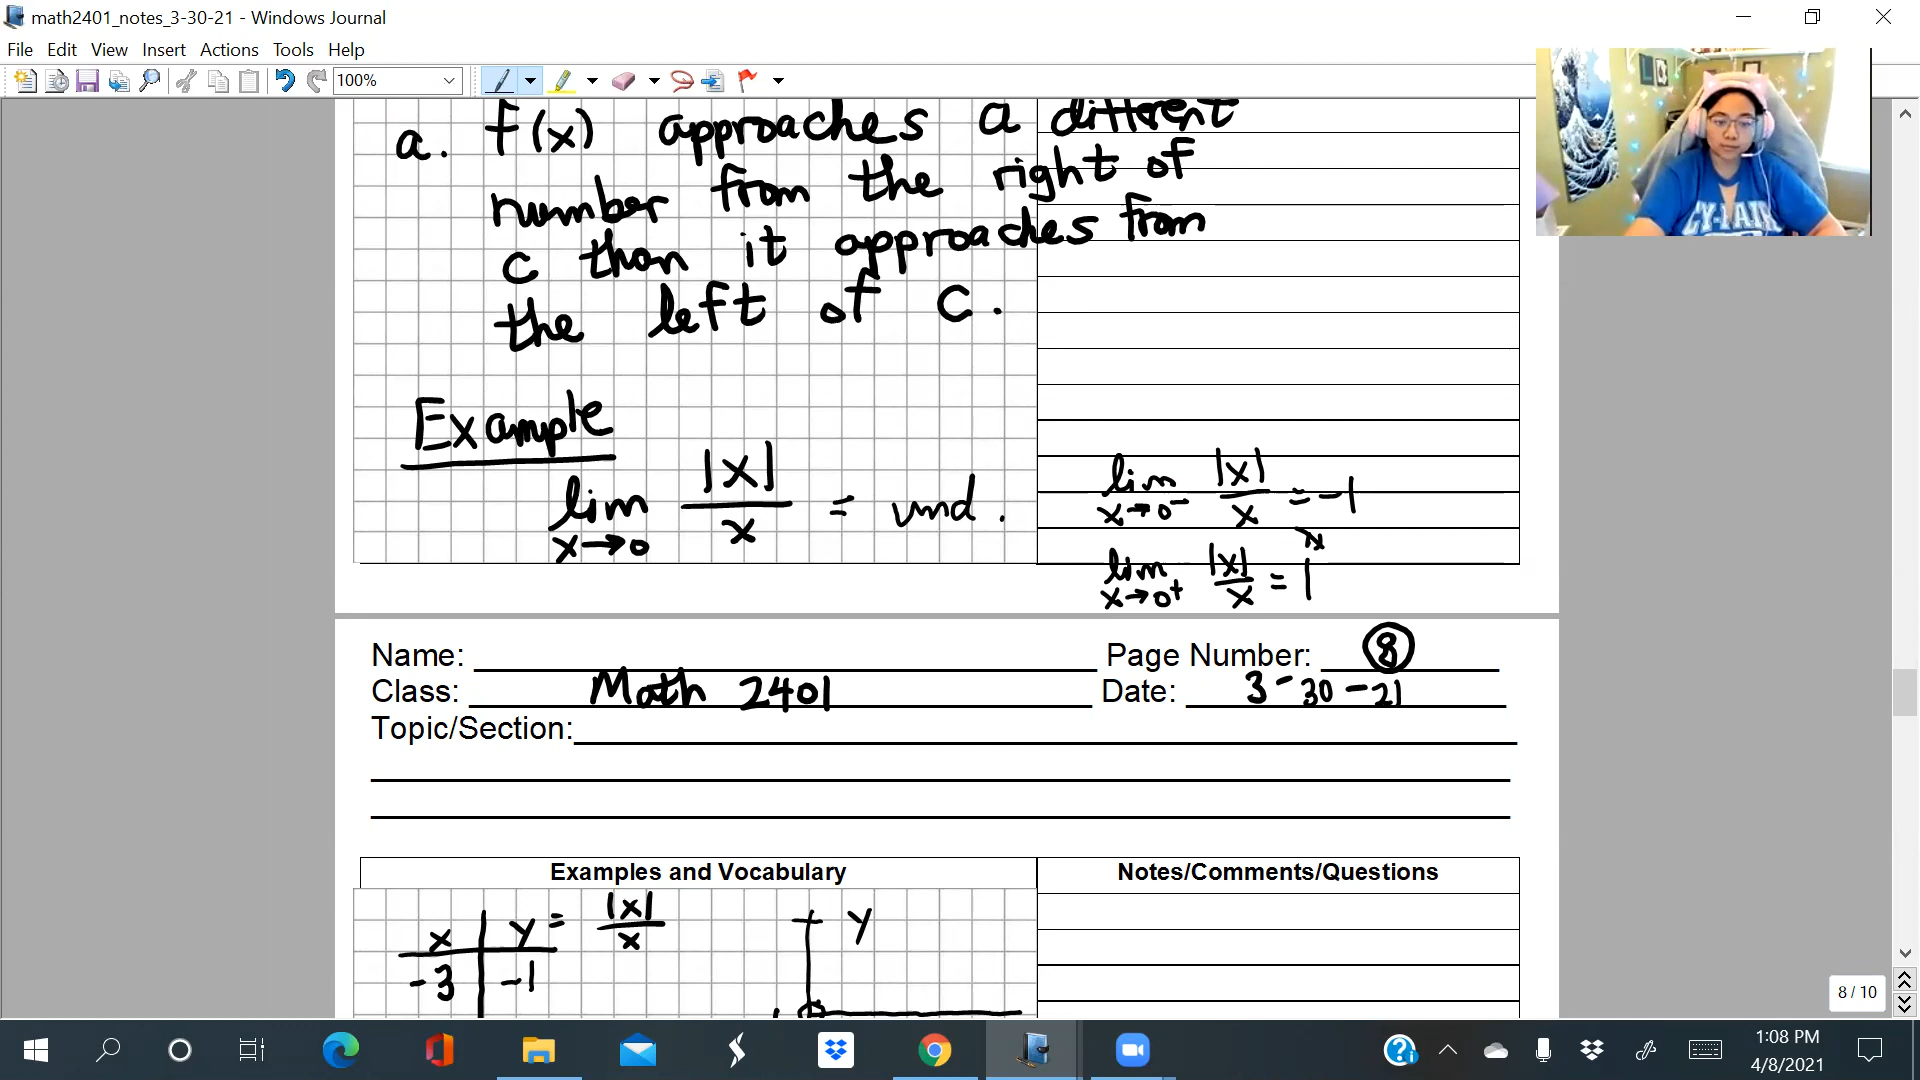 math2401_notes_3-30-21 - Windows Journal
File Edit View Insert Actions Tools Help
100%
a. f(x) approaches a different
number from the right of
c than it approaches from
the left of c.
Example
lim x→0 |x|/x = und.
lim x→0⁻ |x|/x = -1
lim x→0⁺ |x|/x = 1
Name:
Page Number: 8
Class: Math 2401
Date: 3-30-21
Topic/Section:
Examples and Vocabulary
Notes/Comments/Questions
x y = |x|/x
-3 -1
y
CY-FAIR
8 / 10
1:08 PM
4/8/2021